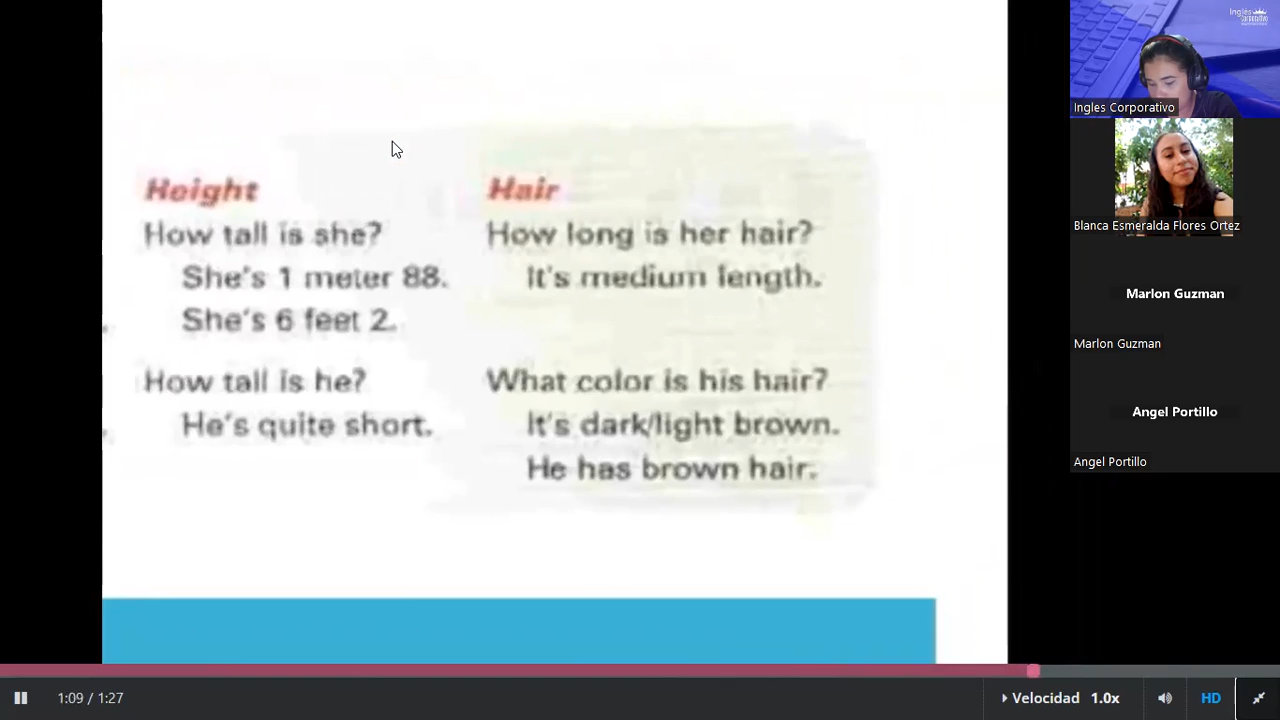 Height
How tall is she?
She's 1 meter 88.
She's 6 feet 2.
How tall is he?
He's quite short.
Hair
How long is her hair?
It's medium length.
What color is his hair?
It's dark/light brown.
He has brown hair.
Ingles
corporativo
Ingles Corporativo
Blanca Esmeralda Flores Ortez
Marlon Guzman
Marlon Guzman
Angel Portillo
Angel Portillo
1:09 / 1:27
Velocidad 1.0x
HD